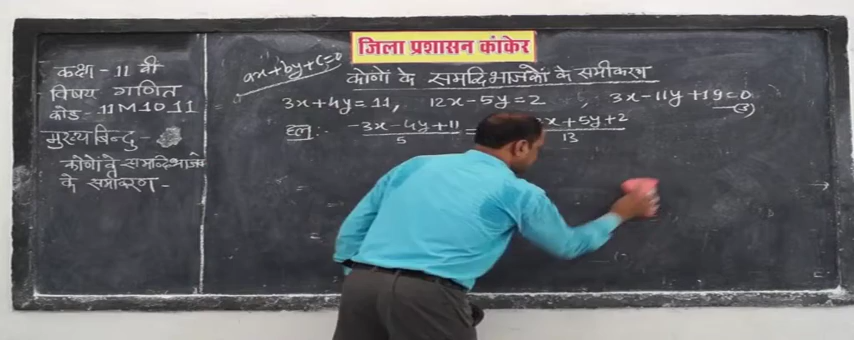 जिला प्रशासन कांकेर
कक्षा - 11 वी
विषय गणित
कोड - 11M1011
मुख्य बिन्दु -
कोणों के समद्विभाजकों
के समीकरण -
ax+by+c=0
कोणों के समद्विभाजकों के समीकरण
3x+4y=11, 12x-5y=2, 3x-11y+19=0
(3)
हल :- -3x-4y+11 / 5 = x+5y+2 / 13